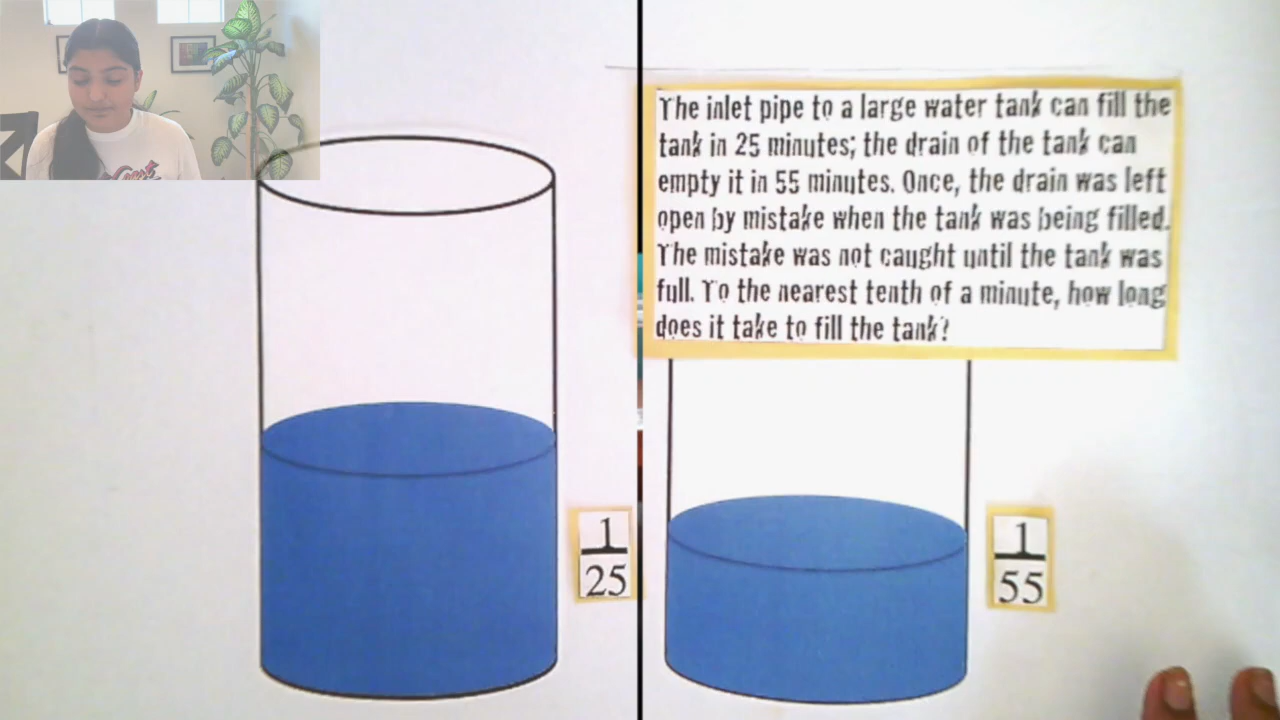 The inlet pipe to a large water tank can fill the
tank in 25 minutes; the drain of the tank can
empty it in 55 minutes. Once, the drain was left
open by mistake when the tank was being filled.
The mistake was not caught until the tank was
full. To the nearest tenth of a minute, how long
does it take to fill the tank?
1
25
1
55